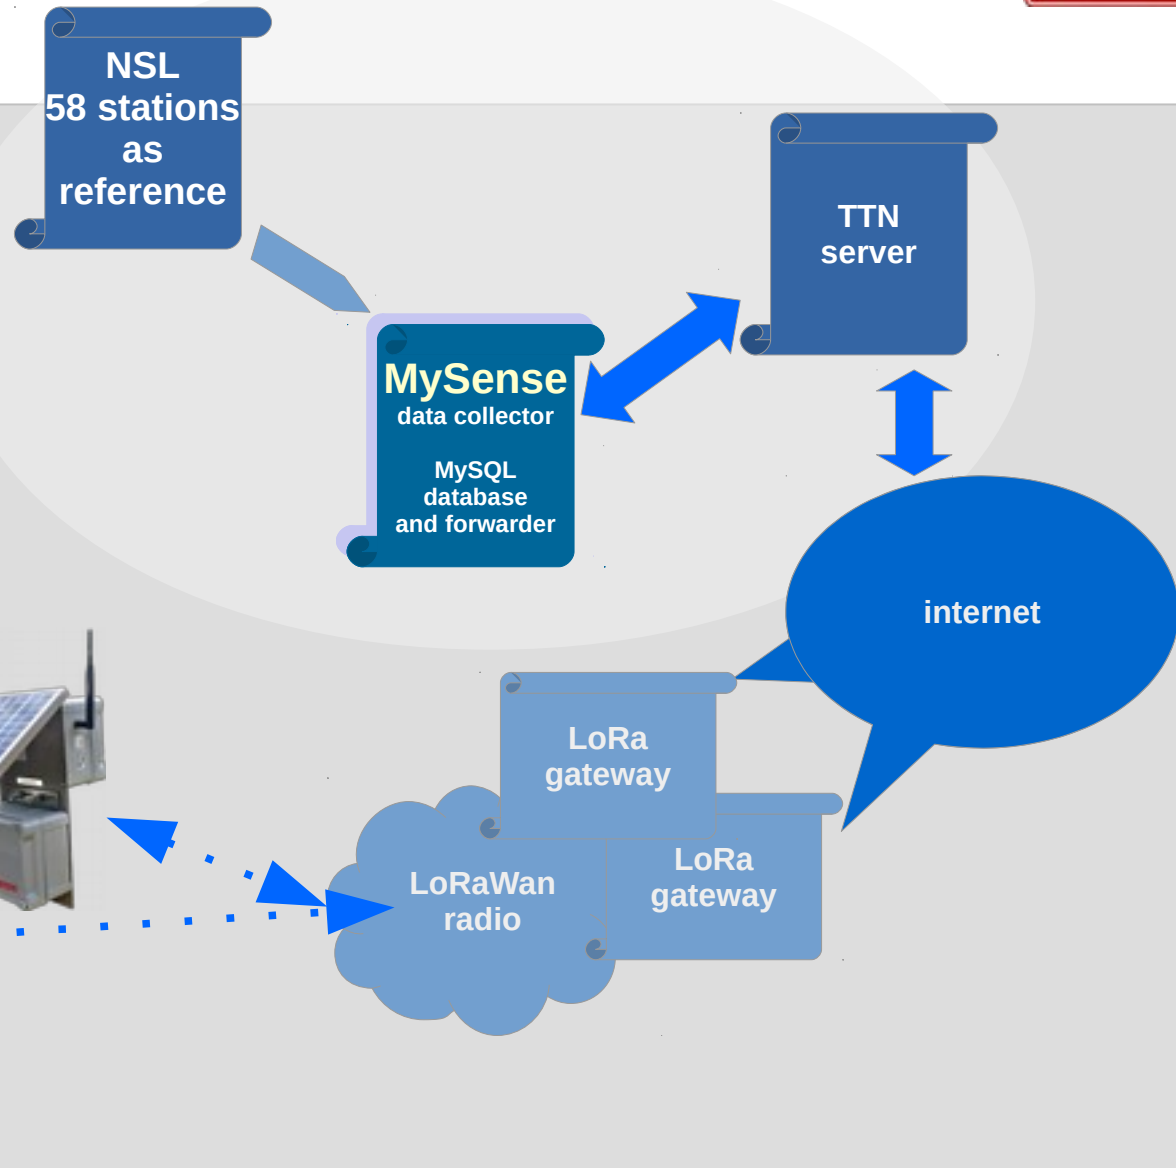 NSL
58 stations
as
reference
TTN
server
MySense
data collector
MySQL
database
and forwarder
internet
LoRa
gateway
LoRa
gateway
LoRaWan
radio